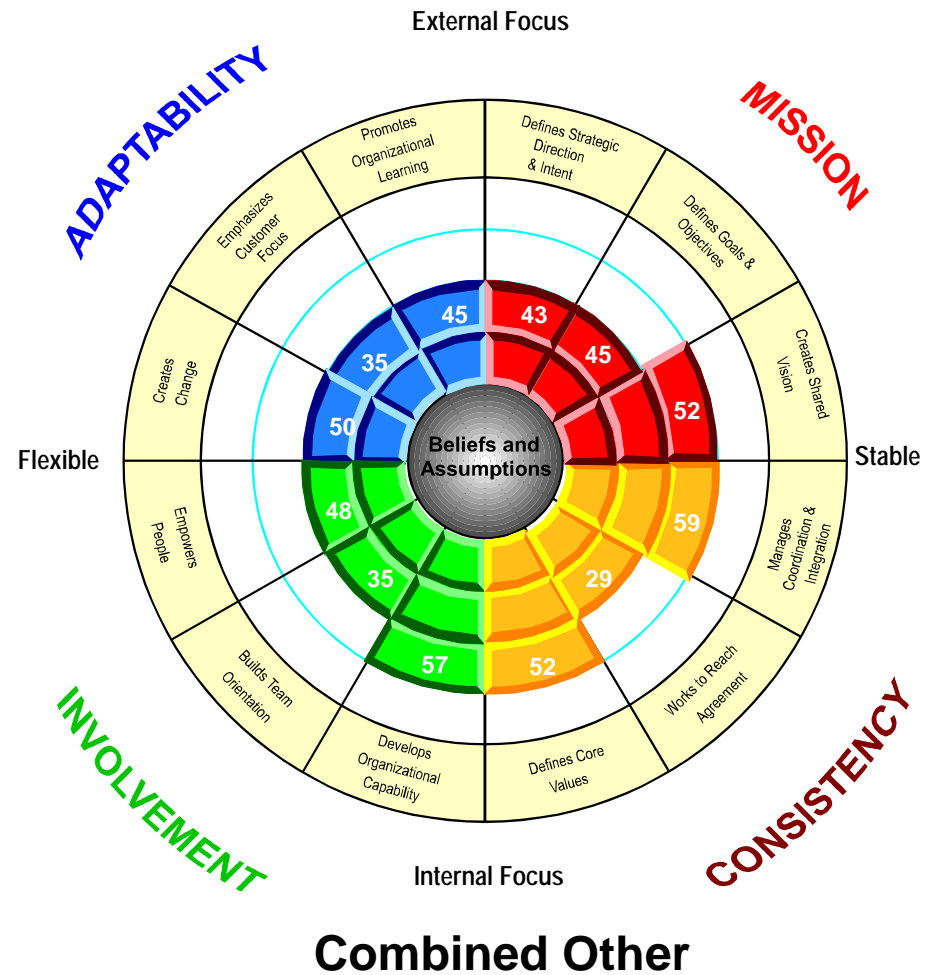 External Focus
ADAPTABILITY
MISSION
Promotes
Organizational
Learning
Defines Strategic
Direction
& Intent
Emphasizes
Customer
Focus
Defines Goals &
Objectives
Creates
Change
Creates Shared
Vision
45
43
35
45
50
52
Flexible
Beliefs and
Assumptions
Stable
48
59
35
29
57
52
Empowers
People
Manages
Coordination &
Integration
Builds Team
Orientation
Works to Reach
Agreement
Develops
Organizational
Capability
Defines Core
Values
INVOLVEMENT
CONSISTENCY
Internal Focus
Combined Other